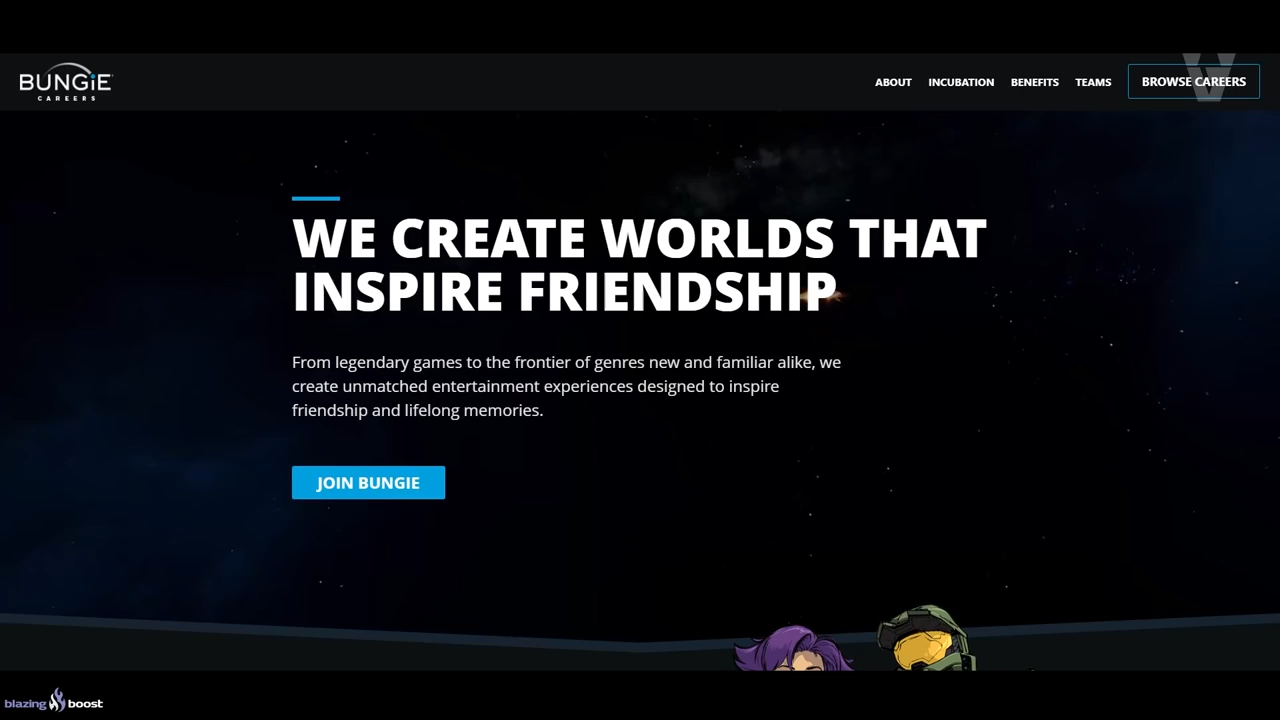 BUNGiE
CAREERS
ABOUT INCUBATION BENEFITS TEAMS BROWSE CAREERS
WE CREATE WORLDS THAT
INSPIRE FRIENDSHIP
From legendary games to the frontier of genres new and familiar alike, we
create unmatched entertainment experiences designed to inspire
friendship and lifelong memories.
JOIN BUNGIE
blazing boost